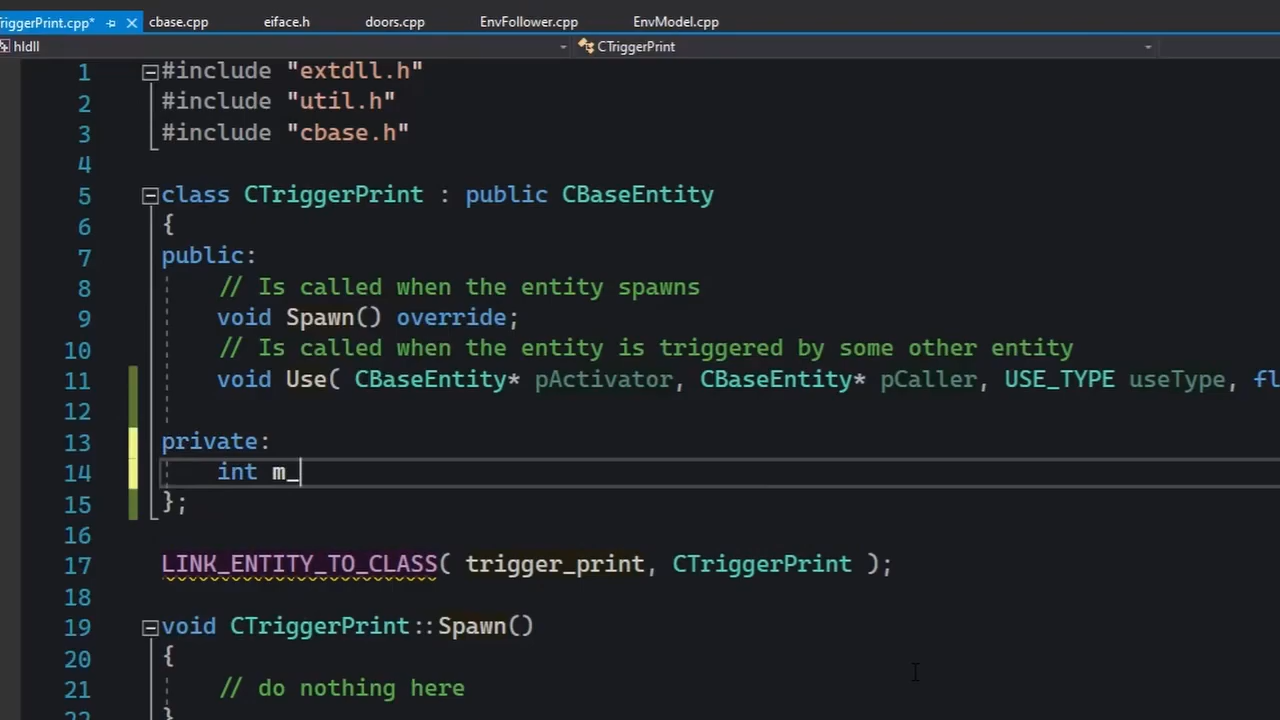 TriggerPrint.cpp* cbase.cpp eiface.h doors.cpp EnvFollower.cpp EnvModel.cpp
hldll CTriggerPrint
1 #include "extdll.h"
2 #include "util.h"
3 #include "cbase.h"
4
5 class CTriggerPrint : public CBaseEntity
6 {
7 public:
8 // Is called when the entity spawns
9 void Spawn() override;
10 // Is called when the entity is triggered by some other entity
11 void Use( CBaseEntity* pActivator, CBaseEntity* pCaller, USE_TYPE useType, fl
12
13 private:
14 int m_
15 };
16
17 LINK_ENTITY_TO_CLASS( trigger_print, CTriggerPrint );
18
19 void CTriggerPrint::Spawn()
20 {
21 // do nothing here
22 }